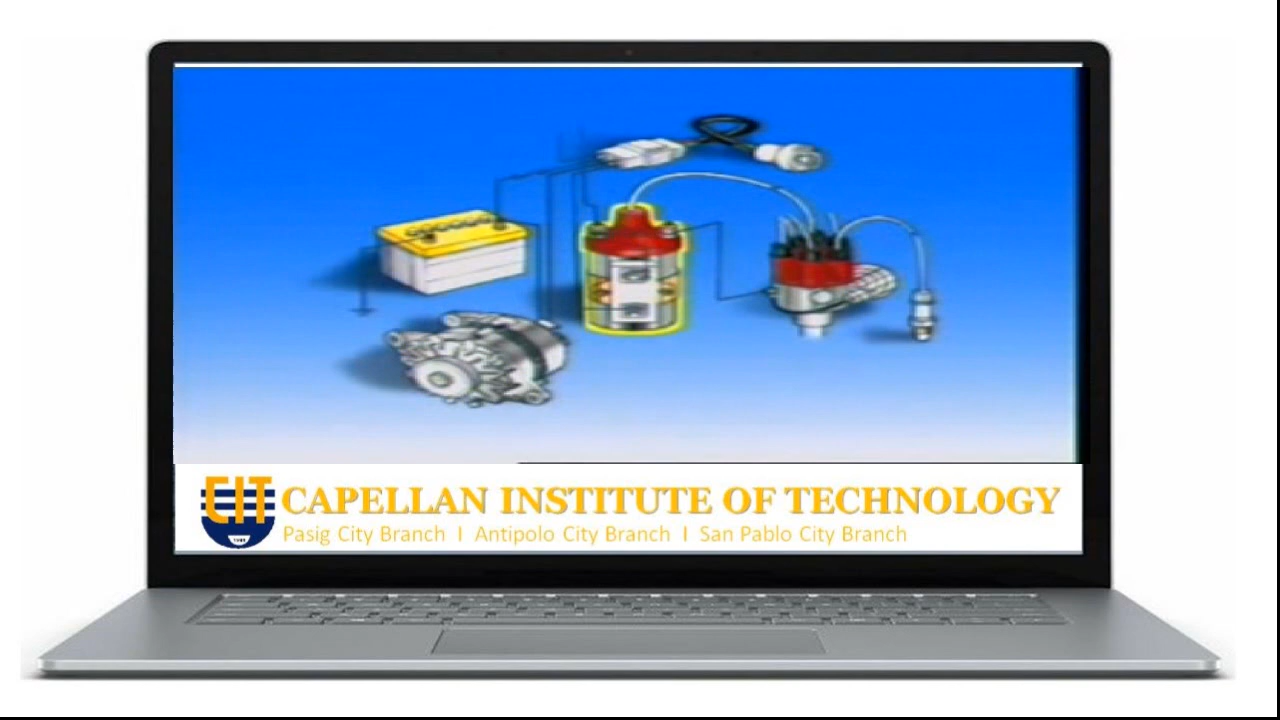 CIT CAPELLAN INSTITUTE OF TECHNOLOGY
Pasig City Branch I Antipolo City Branch I San Pablo City Branch